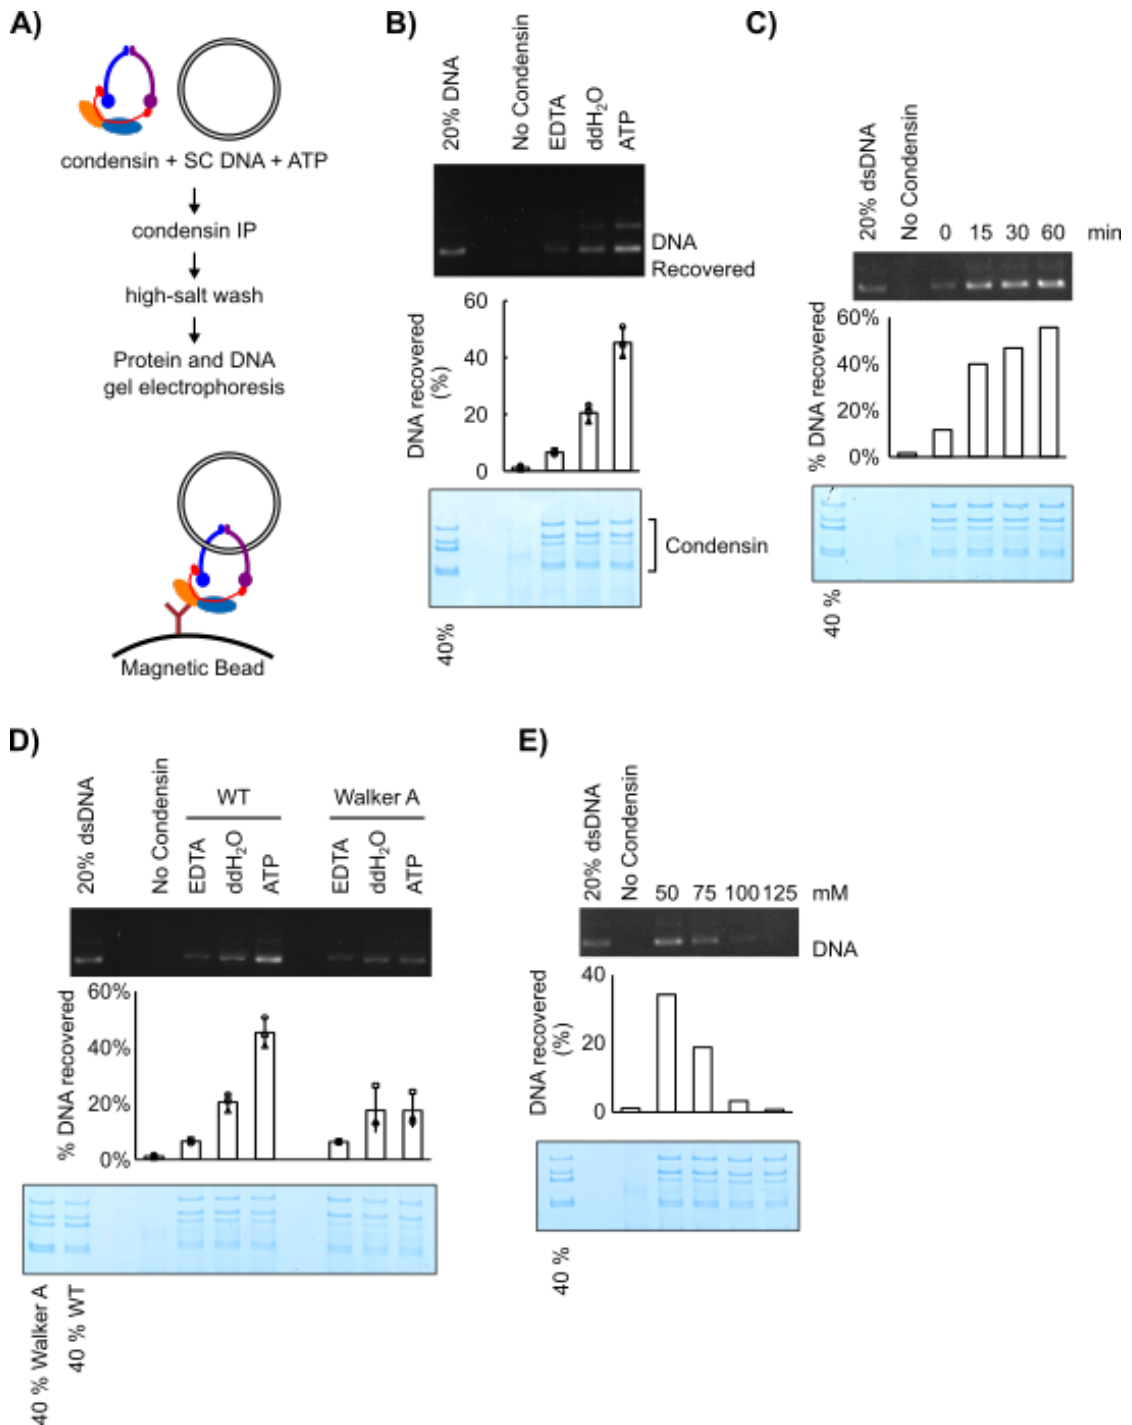 A)
condensin + SC DNA + ATP
condensin IP
high-salt wash
Protein and DNA
gel electrophoresis
Magnetic Bead
B)
20% DNA
No Condensin
EDTA
ddH₂O
ATP
DNA
Recovered
DNA recovered
(%)
60
40
20
0
Condensin
40%
C)
20% dsDNA
No Condensin
0 15 30 60 min
% DNA recovered
60%
40%
20%
0%
40 %
D)
20% dsDNA
No Condensin
WT
EDTA
ddH₂O
ATP
Walker A
EDTA
ddH₂O
ATP
% DNA recovered
60%
40%
20%
0%
40 % Walker A
40 % WT
E)
20% dsDNA
No Condensin
50 75 100 125 mM
DNA
DNA recovered
(%)
40
20
0
40 %